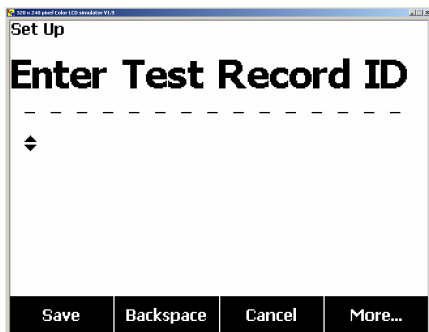 320 x 240 pixel Color LCD simulator V1.9
Set Up
Enter Test Record ID
_ _ _ _ _ _ _ _ _ _ _ _ _ _ _
Save Backspace Cancel More...